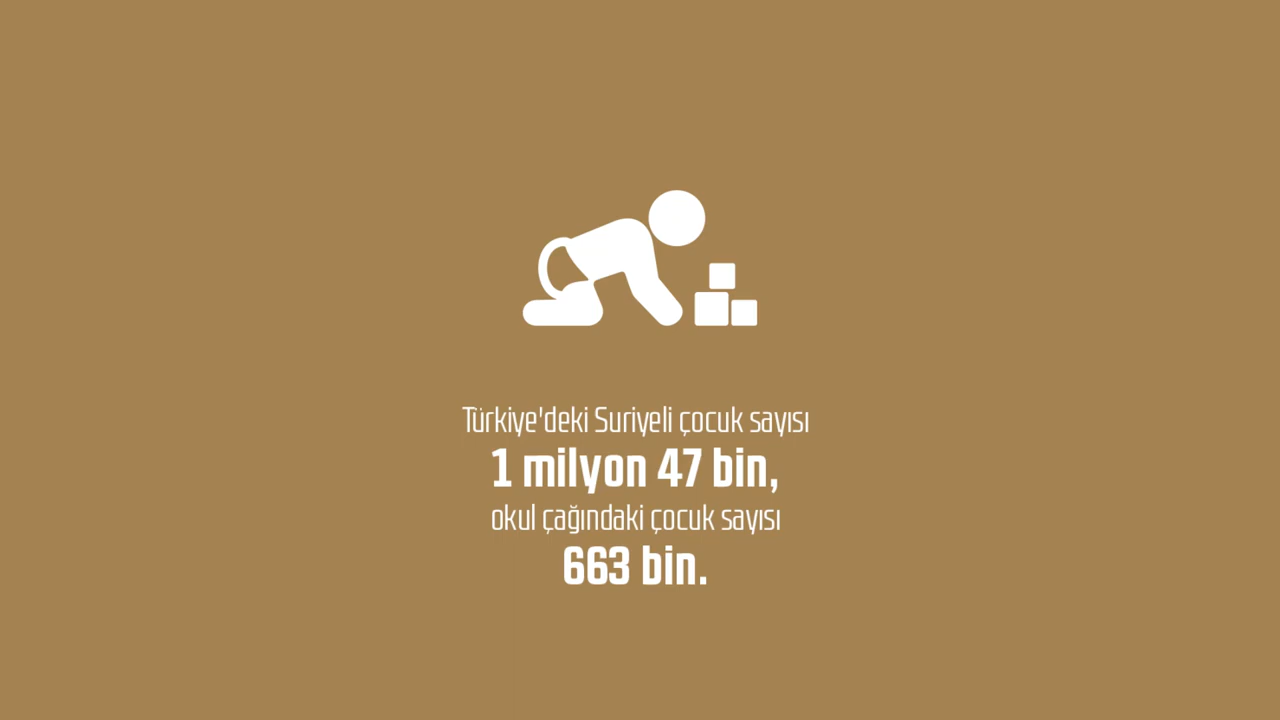 Türkiye'deki Suriyeli çocuk sayısı
1 milyon 47 bin,
okul çağındaki çocuk sayısı
663 bin.